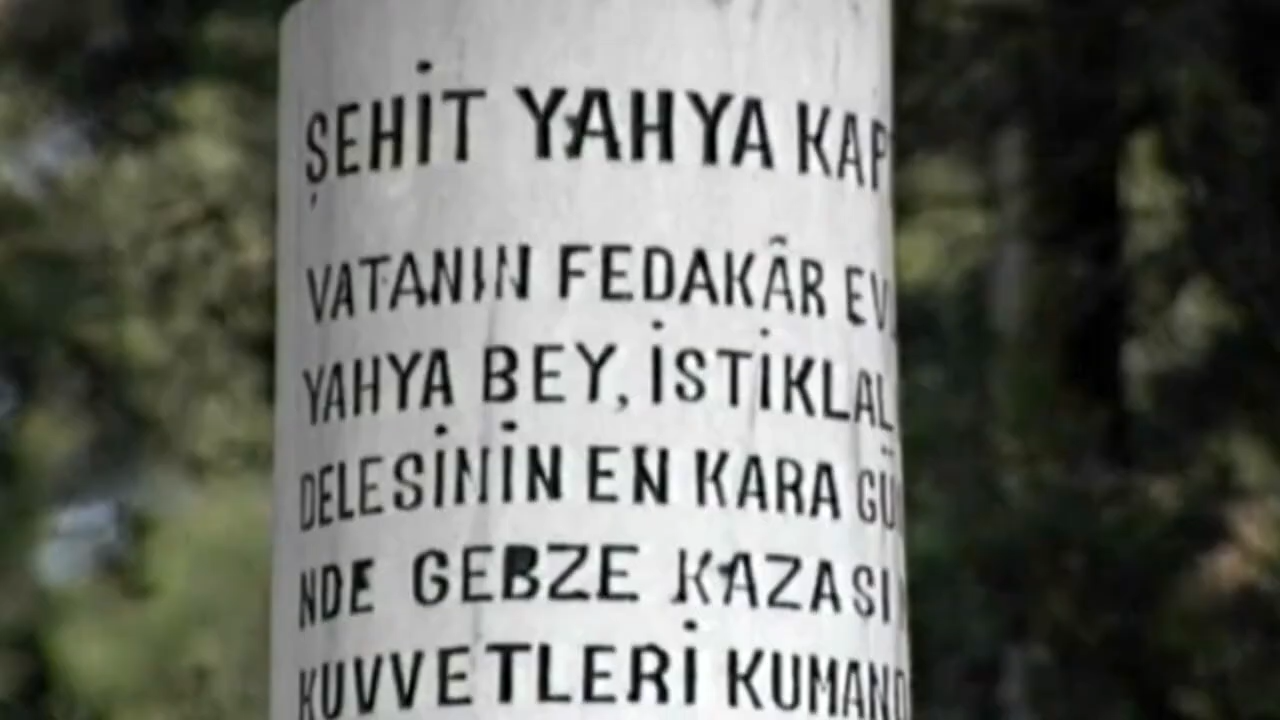 ŞEHİT YAHYA KAP
VATANIN FEDAKÂR EV
YAHYA BEY, İSTİKLAL
DELESİNİN EN KARA GÜ
NDE GEBZE KAZASI
KUVVETLERİ KUMAND